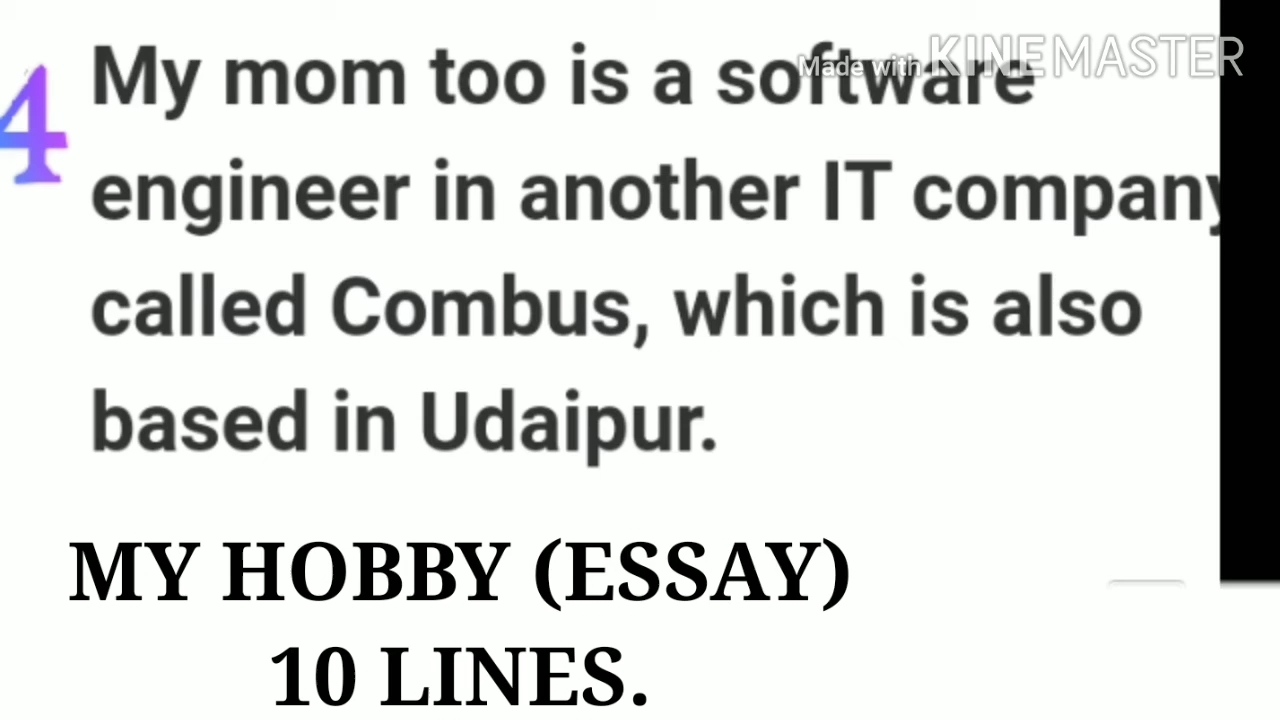 Made with KINEMASTER
4 My mom too is a software
engineer in another IT company
called Combus, which is also
based in Udaipur.
MY HOBBY (ESSAY)
10 LINES.